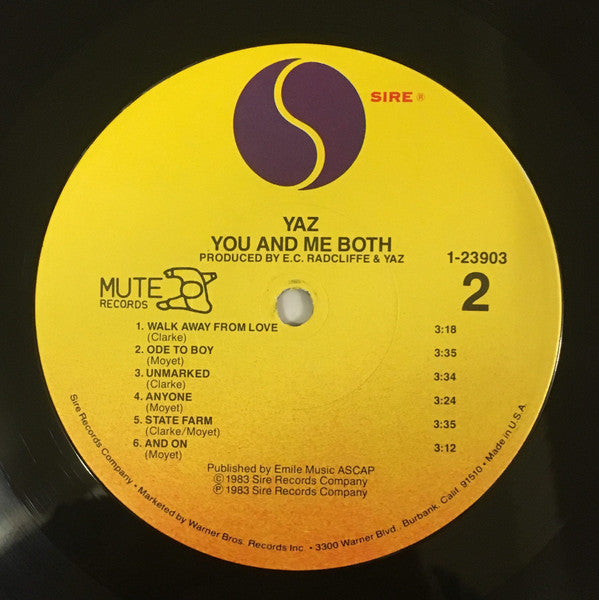 SIRE ®
YAZ
YOU AND ME BOTH
PRODUCED BY E.C. RADCLIFFE & YAZ
1-23903
MUTE
RECORDS
2
1. WALK AWAY FROM LOVE 3:18
(Clarke)
2. ODE TO BOY 3:35
(Moyet)
3. UNMARKED 3:34
(Clarke)
4. ANYONE 3:24
(Moyet)
5. STATE FARM 3:35
(Clarke/Moyet)
6. AND ON 3:12
(Moyet)
Published by Emile Music ASCAP
Ⓒ 1983 Sire Records Company
Ⓟ 1983 Sire Records Company
Sire Records Company • Marketed by Warner Bros. Records Inc. • 3300 Warner Blvd., Burbank, Calif. 91510 • Made in U.S.A.